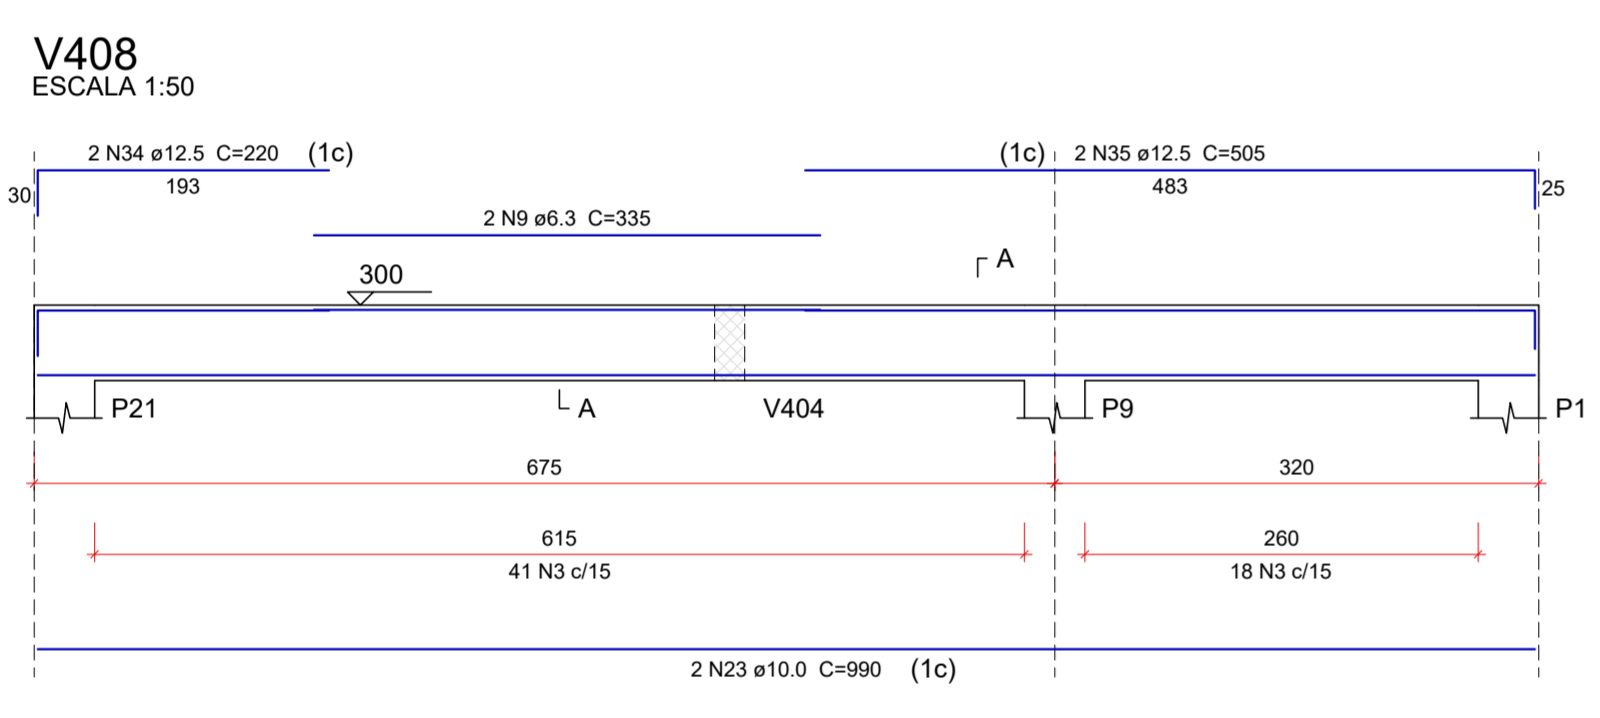 V408
ESCALA 1:50
2 N34 ø12.5 C=220 (1c)
(1c) 2 N35 ø12.5 C=505
30
193
483
25
2 N9 ø6.3 C=335
A
300
P21
A
V404
P9
P1
675
320
615
260
41 N3 c/15
18 N3 c/15
2 N23 ø10.0 C=990 (1c)